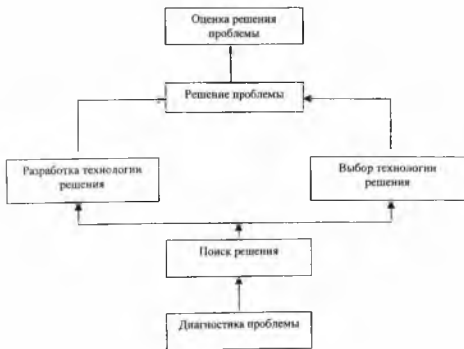 Оценка решения
проблемы
Решение проблемы
Разработка технологии
решения
Выбор технологии
решения
Поиск решения
Диагностика проблемы